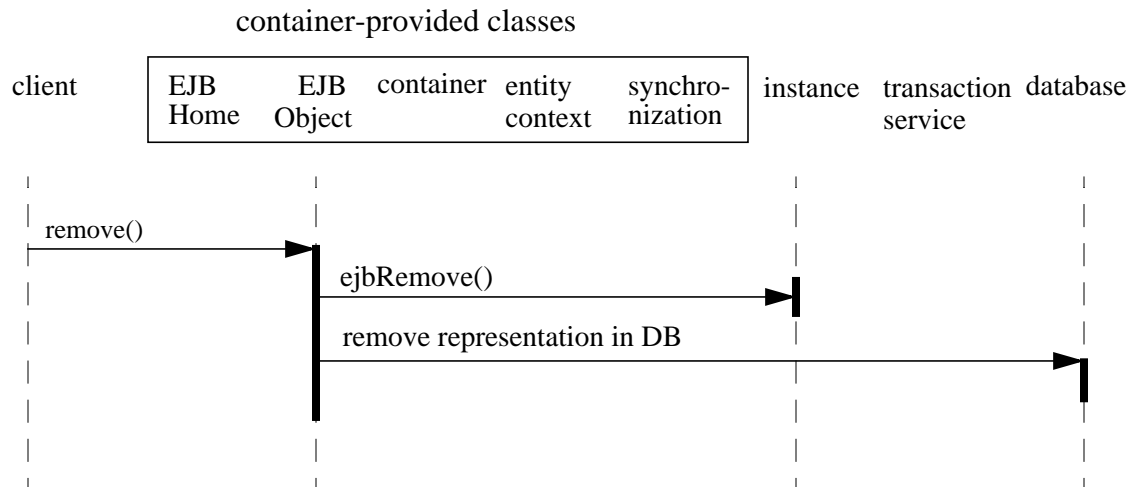 container-provided classes
client
EJB
Home
EJB
Object
container
entity
context
synchro-
nization
instance
transaction
service
database
remove()
ejbRemove()
remove representation in DB